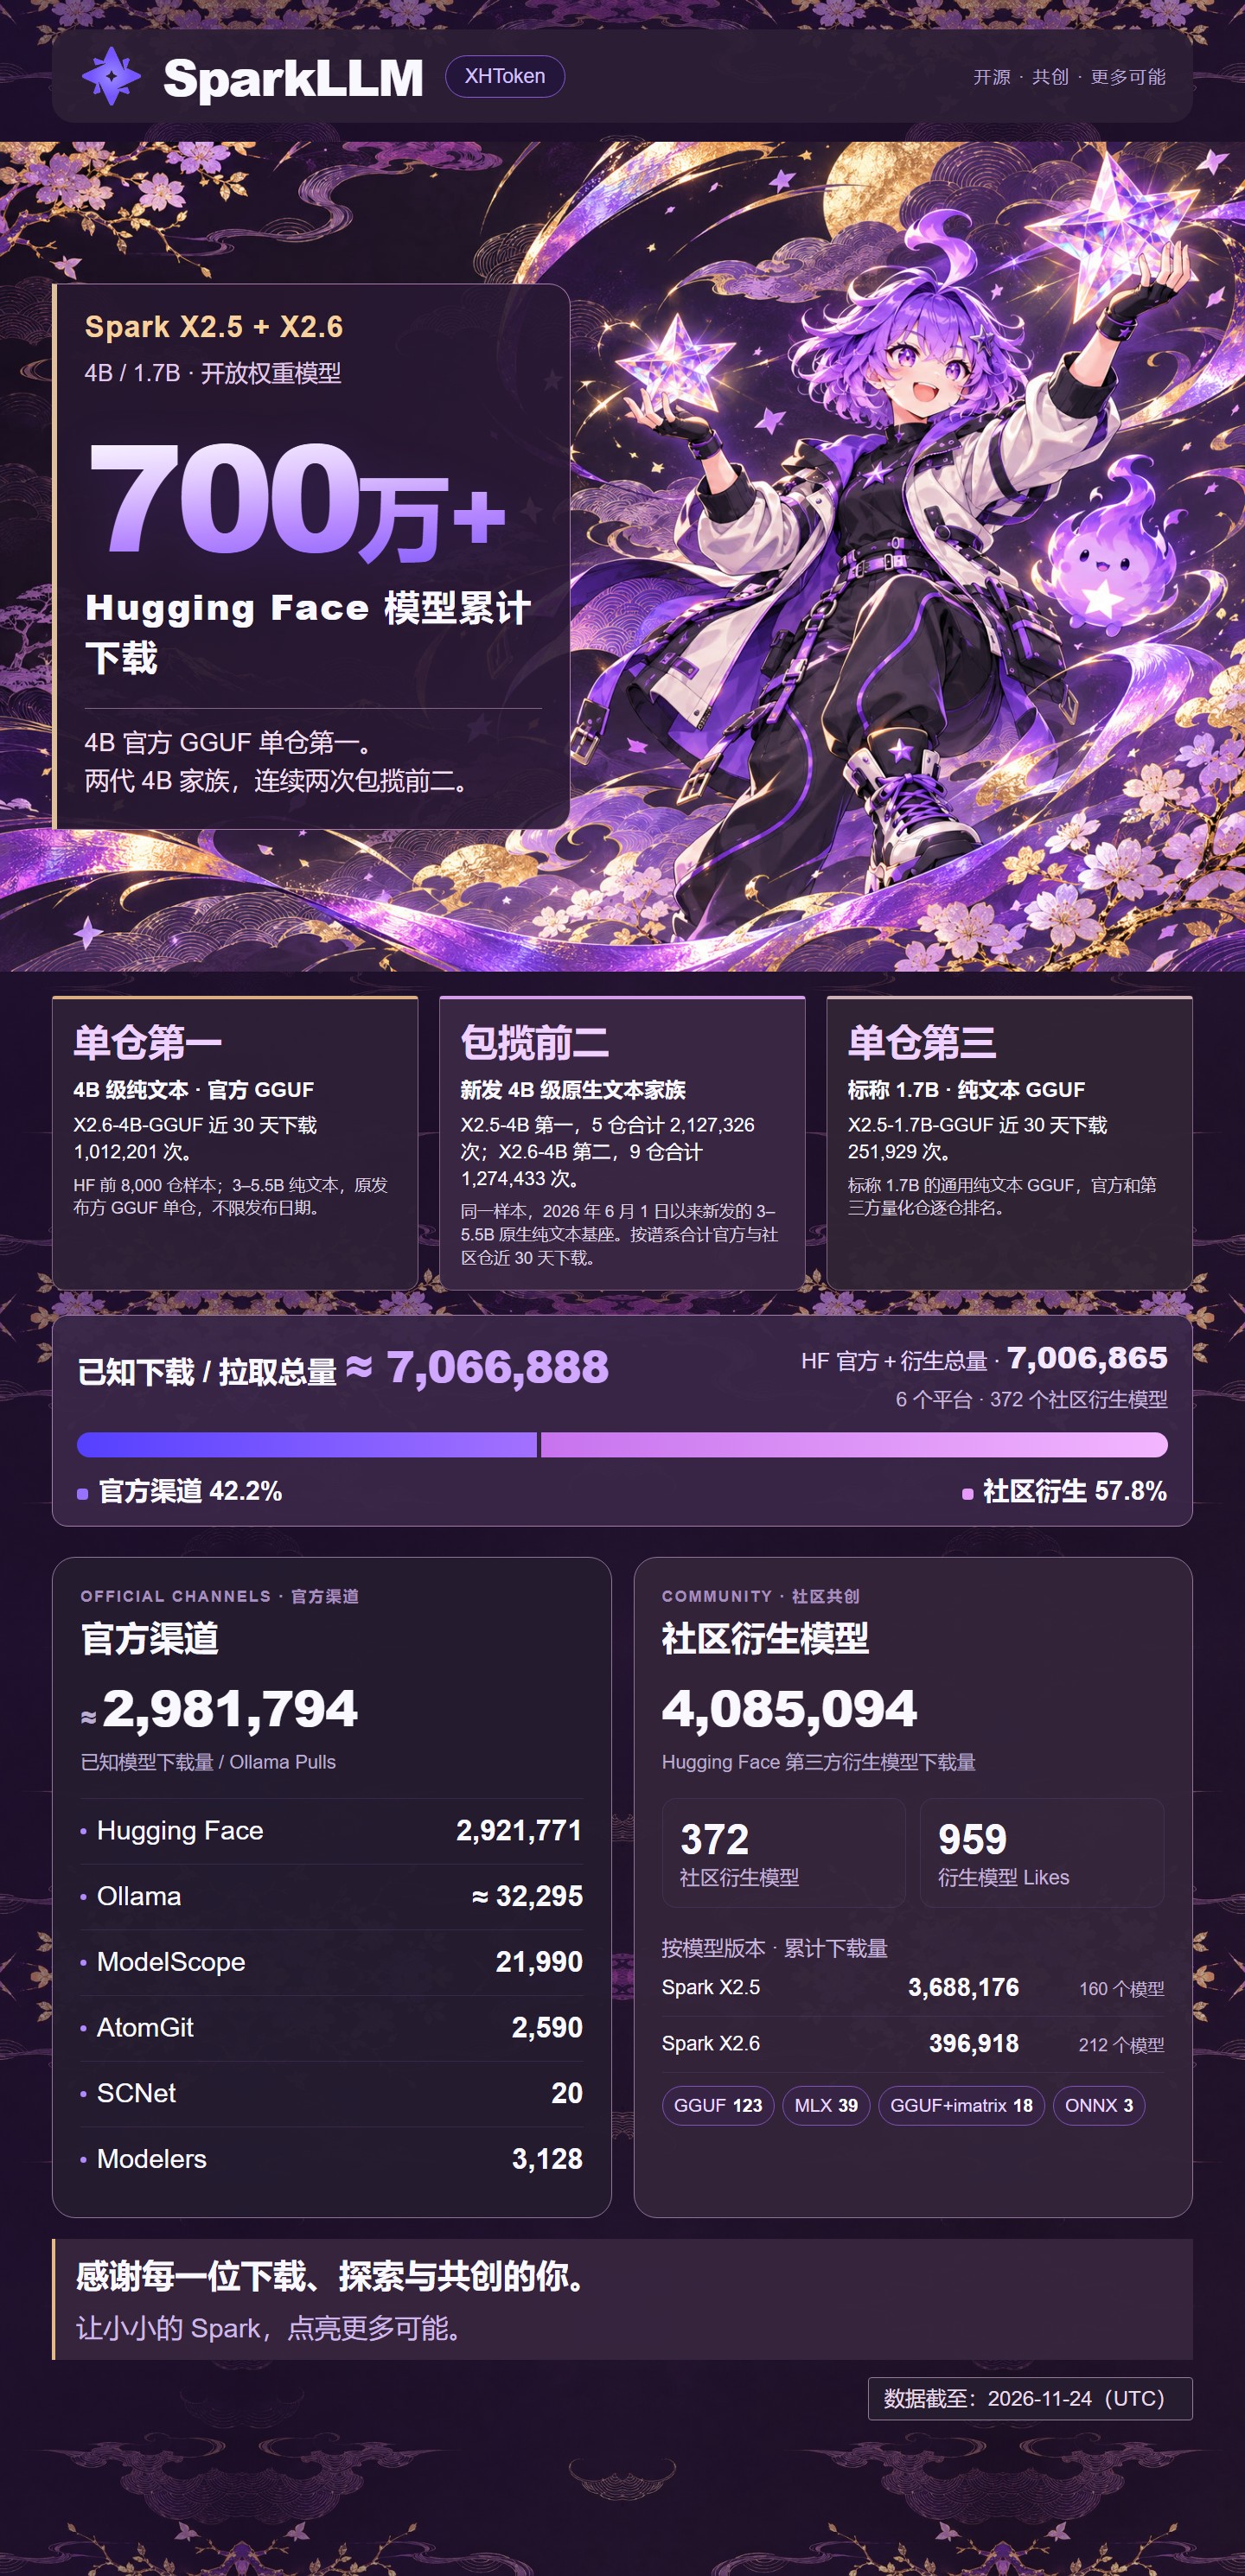 SparkLLM
XHToken
开源 · 共创 · 更多可能
Spark X2.5 + X2.6
4B / 1.7B · 开放权重模型
700万+
Hugging Face 模型累计
下载
4B 官方 GGUF 单仓第一。
两代 4B 家族，连续两次包揽前二。
单仓第一
4B 级纯文本 · 官方 GGUF
X2.6-4B-GGUF 近 30 天下载
1,012,201 次。
HF 前 8,000 仓样本；3–5.5B 纯文本，原发
布方 GGUF 单仓，不限发布日期。
包揽前二
新发 4B 级原生文本家族
X2.5-4B 第一，5 仓合计 2,127,326
次；X2.6-4B 第二，9 仓合计
1,274,433 次。
同一样本，2026 年 6 月 1 日以来新发的 3–
5.5B 原生纯文本基座。按谱系合计官方与社
区仓近 30 天下载。
单仓第三
标称 1.7B · 纯文本 GGUF
X2.5-1.7B-GGUF 近 30 天下载
251,929 次。
标称 1.7B 的通用纯文本 GGUF，官方和第
三方量化仓逐仓排名。
已知下载 / 拉取总量 ≈ 7,066,888
HF 官方 + 衍生总量 · 7,006,865
6 个平台 · 372 个社区衍生模型
官方渠道 42.2%
社区衍生 57.8%
OFFICIAL CHANNELS · 官方渠道
官方渠道
≈ 2,981,794
已知模型下载量 / Ollama Pulls
Hugging Face 2,921,771
Ollama ≈ 32,295
ModelScope 21,990
AtomGit 2,590
SCNet 20
Modelers 3,128
COMMUNITY · 社区共创
社区衍生模型
4,085,094
Hugging Face 第三方衍生模型下载量
372
社区衍生模型
959
衍生模型 Likes
按模型版本 · 累计下载量
Spark X2.5 3,688,176 160 个模型
Spark X2.6 396,918 212 个模型
GGUF 123 MLX 39 GGUF+imatrix 18 ONNX 3
感谢每一位下载、探索与共创的你。
让小小的 Spark，点亮更多可能。
数据截至：2026-11-24（UTC）